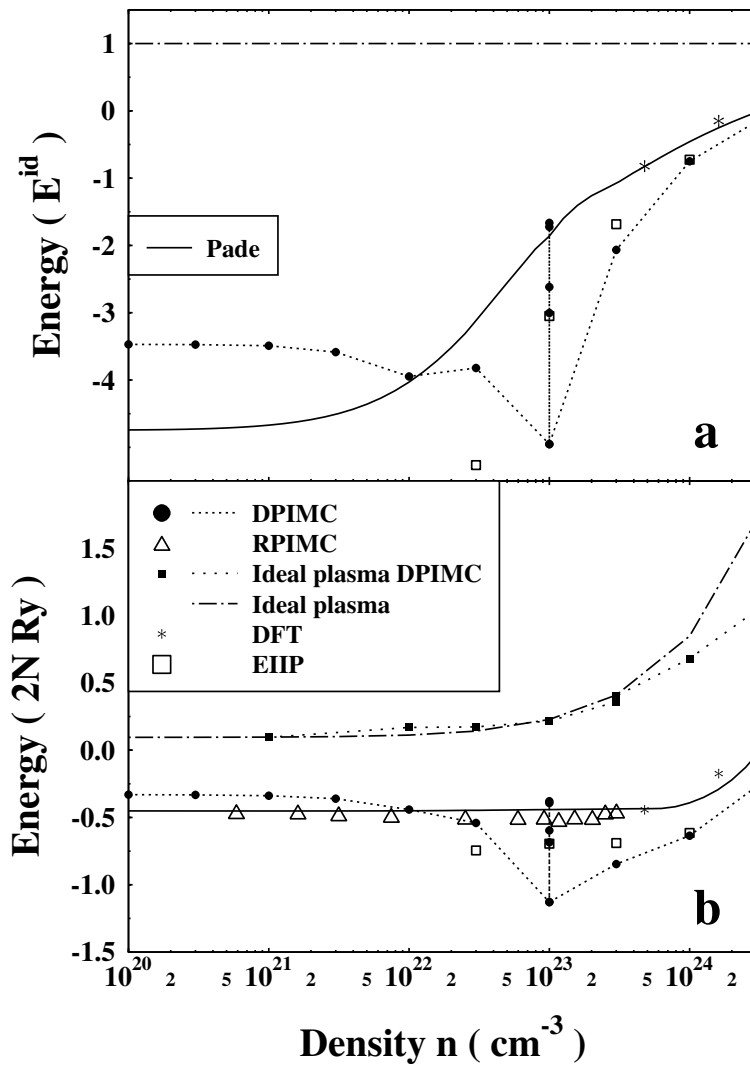 1
0
-1
-2
-3
-4
Energy ( E^id )
Pade
a
DPIMC
RPIMC
Ideal plasma DPIMC
Ideal plasma
DFT
EIIP
1.5
1.0
0.5
0.0
-0.5
-1.0
-1.5
Energy ( 2N Ry )
b
10^20 2 5 10^21 2 5 10^22 2 5 10^23 2 5 10^24 2
Density n ( cm^-3 )